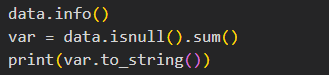 data.info()
var = data.isnull().sum()
print(var.to_string())